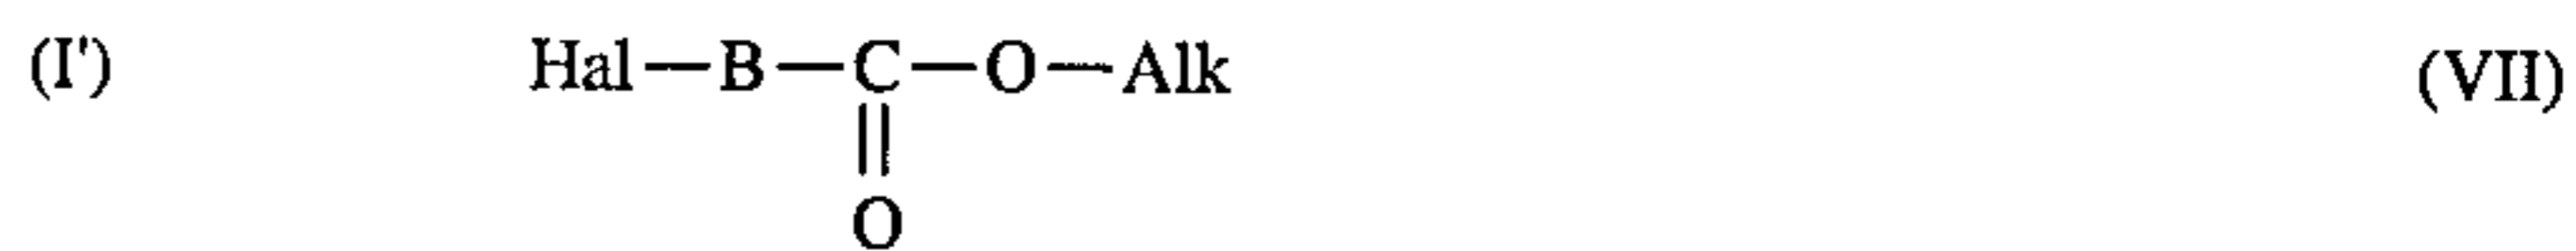 (I') Hal—B—C—O—Alk (VII)
O